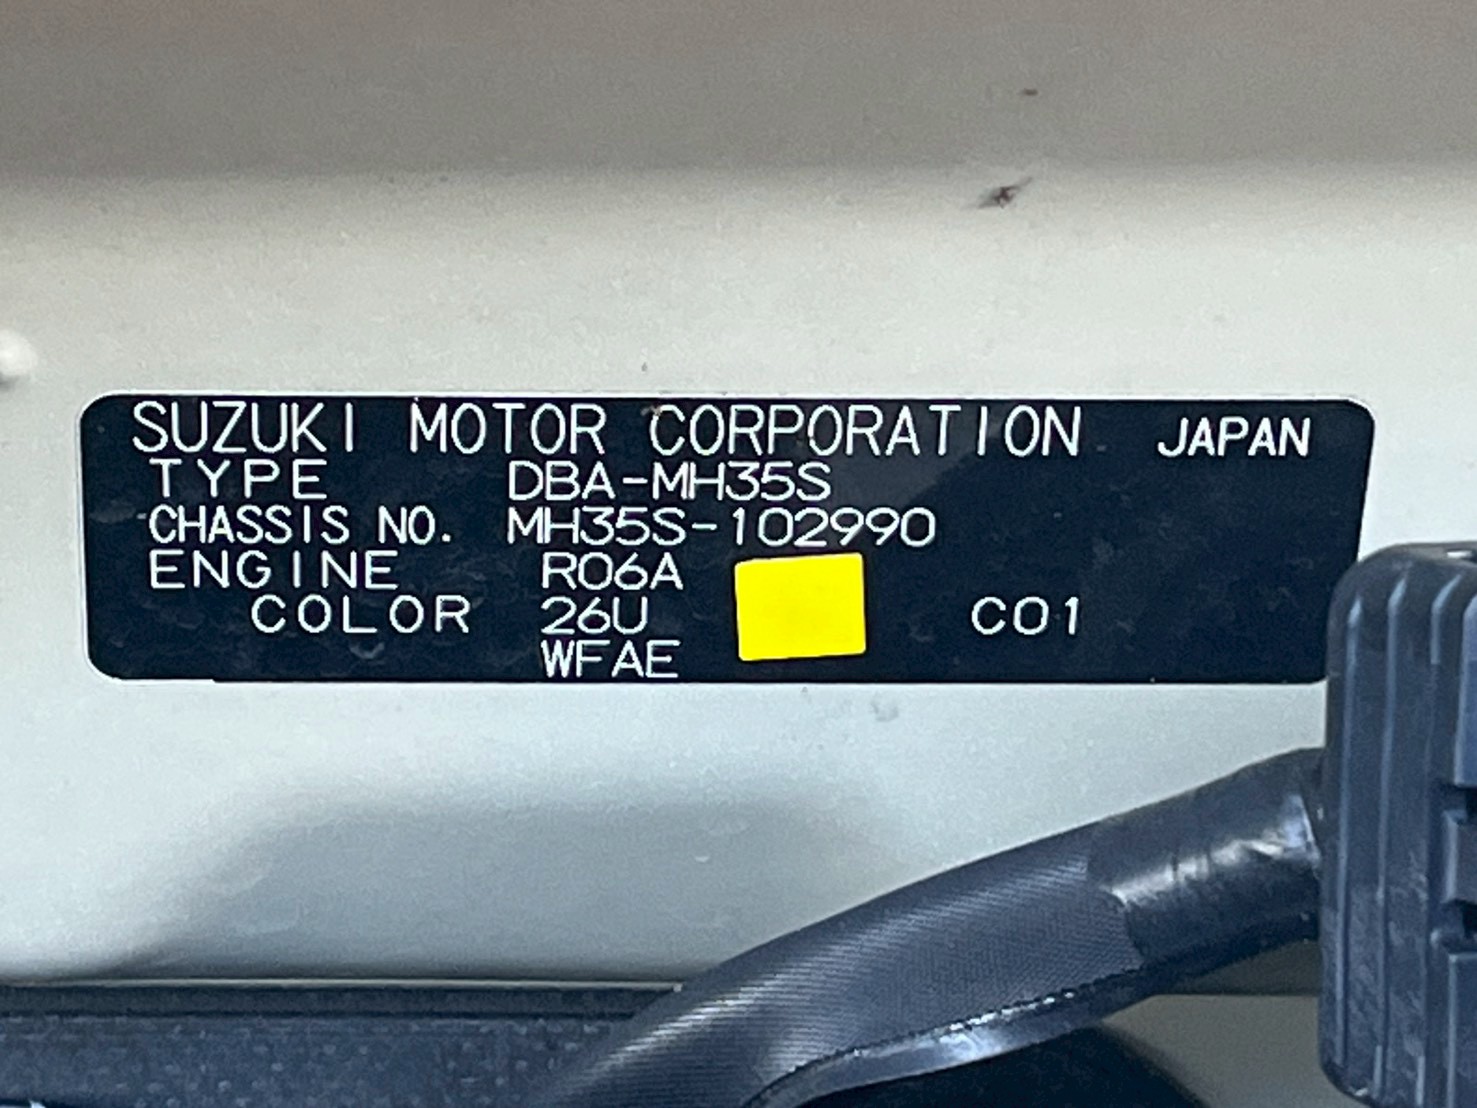 SUZUKI MOTOR CORPORATION JAPAN
TYPE DBA-MH35S
CHASSIS NO. MH35S-102990
ENGINE R06A
COLOR 26U C01
WFAE